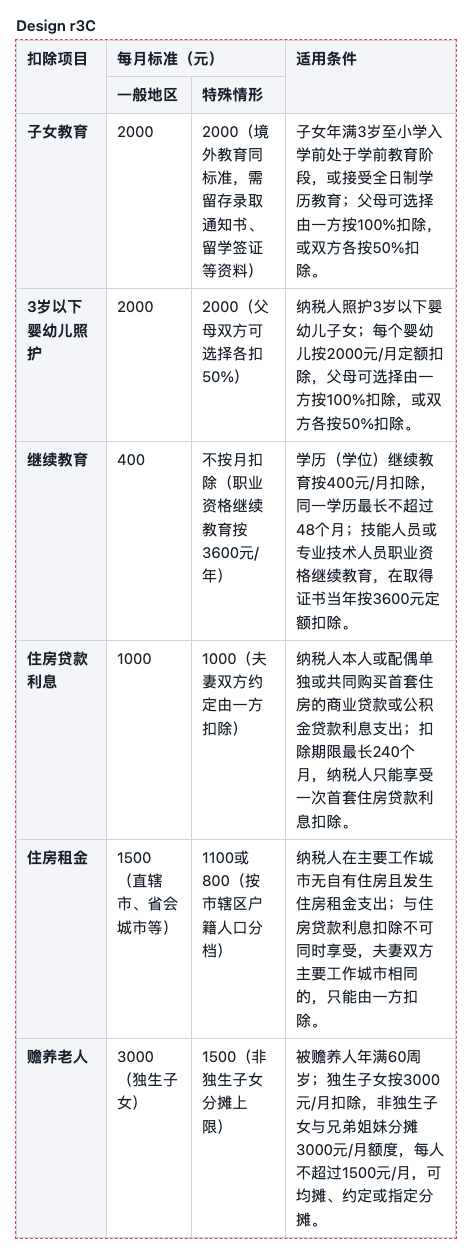 Design r3C
扣除项目
每月标准（元）
适用条件
一般地区
特殊情形
子女教育
2000
2000（境
外教育同
标准，需
留存录取
通知书、
留学签证
等资料）
子女年满3岁至小学入
学前处于学前教育阶
段，或接受全日制学
历教育；父母可选择
由一方按100%扣除，
或双方各按50%扣
除。
3岁以下
婴幼儿照
护
2000
2000（父
母双方可
选择各扣
50%）
纳税人照护3岁以下婴
幼儿子女；每个婴幼
儿按2000元/月定额扣
除，父母可选择由一
方按100%扣除，或双
方各按50%扣除。
继续教育
400
不按月扣
除（职业
资格继续
教育按
3600元/
年）
学历（学位）继续教
育按400元/月扣除，
同一学历最长不超过
48个月；技能人员或
专业技术人员职业资
格继续教育，在取得
证书当年按3600元定
额扣除。
住房贷款
利息
1000
1000（夫
妻双方约
定由一方
扣除）
纳税人本人或配偶单
独或共同购买首套住
房的商业贷款或公积
金贷款利息支出；扣
除期限最长240个
月，纳税人只能享受
一次首套住房贷款利
息扣除。
住房租金
1500
（直辖
市、省会
城市等）
1100或
800（按
市辖区户
籍人口分
档）
纳税人在主要工作城
市无自有住房且发生
住房租金支出；与住
房贷款利息扣除不可
同时享受，夫妻双方
主要工作城市相同
的，只能由一方扣
除。
赡养老人
3000
（独生子
女）
1500（非
独生子女
分摊上
限）
被赡养人年满60周
岁；独生子女按3000
元/月扣除，非独生子
女与兄弟姐妹分摊
3000元/月额度，每人
不超过1500元/月，可
均摊、约定或指定分
摊。